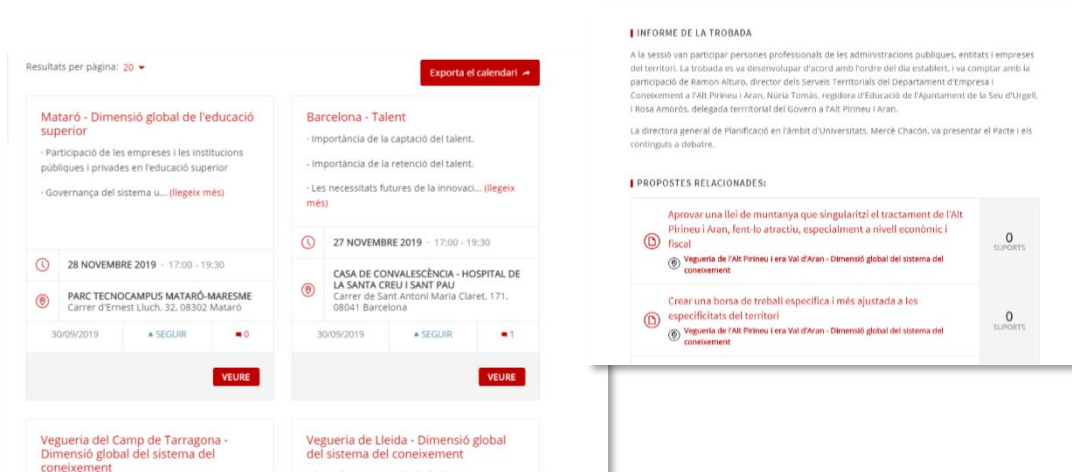 Resultats per pàgina: 20
Exporta el calendari
Mataró - Dimensió global de l'educació
superior
· Participació de les empreses i les institucions
públiques i privades en l'educació superior
· Governança del sistema u... (llegeix més)
28 NOVEMBRE 2019 · 17:00 - 19:30
PARC TECNOCAMPUS MATARÓ-MARESME
Carrer d'Ernest Lluch, 32, 08302 Mataró
30/09/2019
SEGUIR
0
VEURE
Barcelona - Talent
· Importància de la captació del talent.
- Importància de la retenció del talent.
· Les necessitats futures de la innovaci... (llegeix
més)
27 NOVEMBRE 2019 · 17:00 - 19:30
CASA DE CONVALESCÈNCIA - HOSPITAL DE
LA SANTA CREU I SANT PAU
Carrer de Sant Antoni Maria Claret, 171,
08041 Barcelona
30/09/2019
SEGUIR
1
VEURE
Vegueria del Camp de Tarragona -
Dimensió global del sistema del
coneixement
Vegueria de Lleida - Dimensió global
del sistema del coneixement
INFORME DE LA TROBADA
A la sessió van participar persones professionals de les administracions publiques, entitats i empreses
del territori. La trobada es va desenvolupar d'acord amb l'ordre del dia establert, i va comptar amb la
participació de Ramon Alturo, director dels Serveis Territorials del Departament d'Empresa i
Coneixement a l'Alt Pirineu i Aran, Núria Tomàs, regidora d'Educació de l'Ajuntament de la Seu d'Urgell,
i Rosa Amorós, delegada terrritorial del Govern a l'Alt Pirineu i Aran.
La directora general de Planificació en l'àmbit d'Universitats, Mercè Chacón, va presentar el Pacte i els
continguts a debatre.
PROPOSTES RELACIONADES:
Aprovar una llei de muntanya que singularitzi el tractament de l'Alt
Pirineu i Aran, fent-lo atractiu, especialment a nivell econòmic i
fiscal
Vegueria de l'Alt Pirineu i era Val d'Aran - Dimensió global del sistema del
coneixement
0
SUPORTS
Crear una borsa de treball específica i més ajustada a les
especificitats del territori
Vegueria de l'Alt Pirineu i era Val d'Aran - Dimensió global del sistema del
coneixement
0
SUPORTS